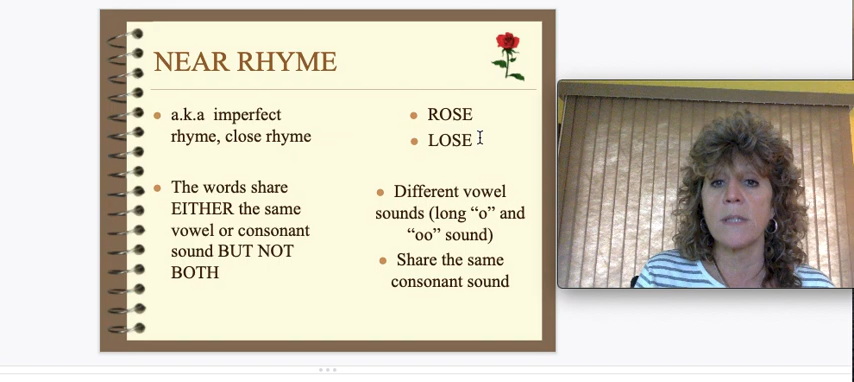 NEAR RHYME
a.k.a imperfect
rhyme, close rhyme
The words share
EITHER the same
vowel or consonant
sound BUT NOT
BOTH
ROSE
LOSE
Different vowel
sounds (long “o” and
“oo” sound)
Share the same
consonant sound